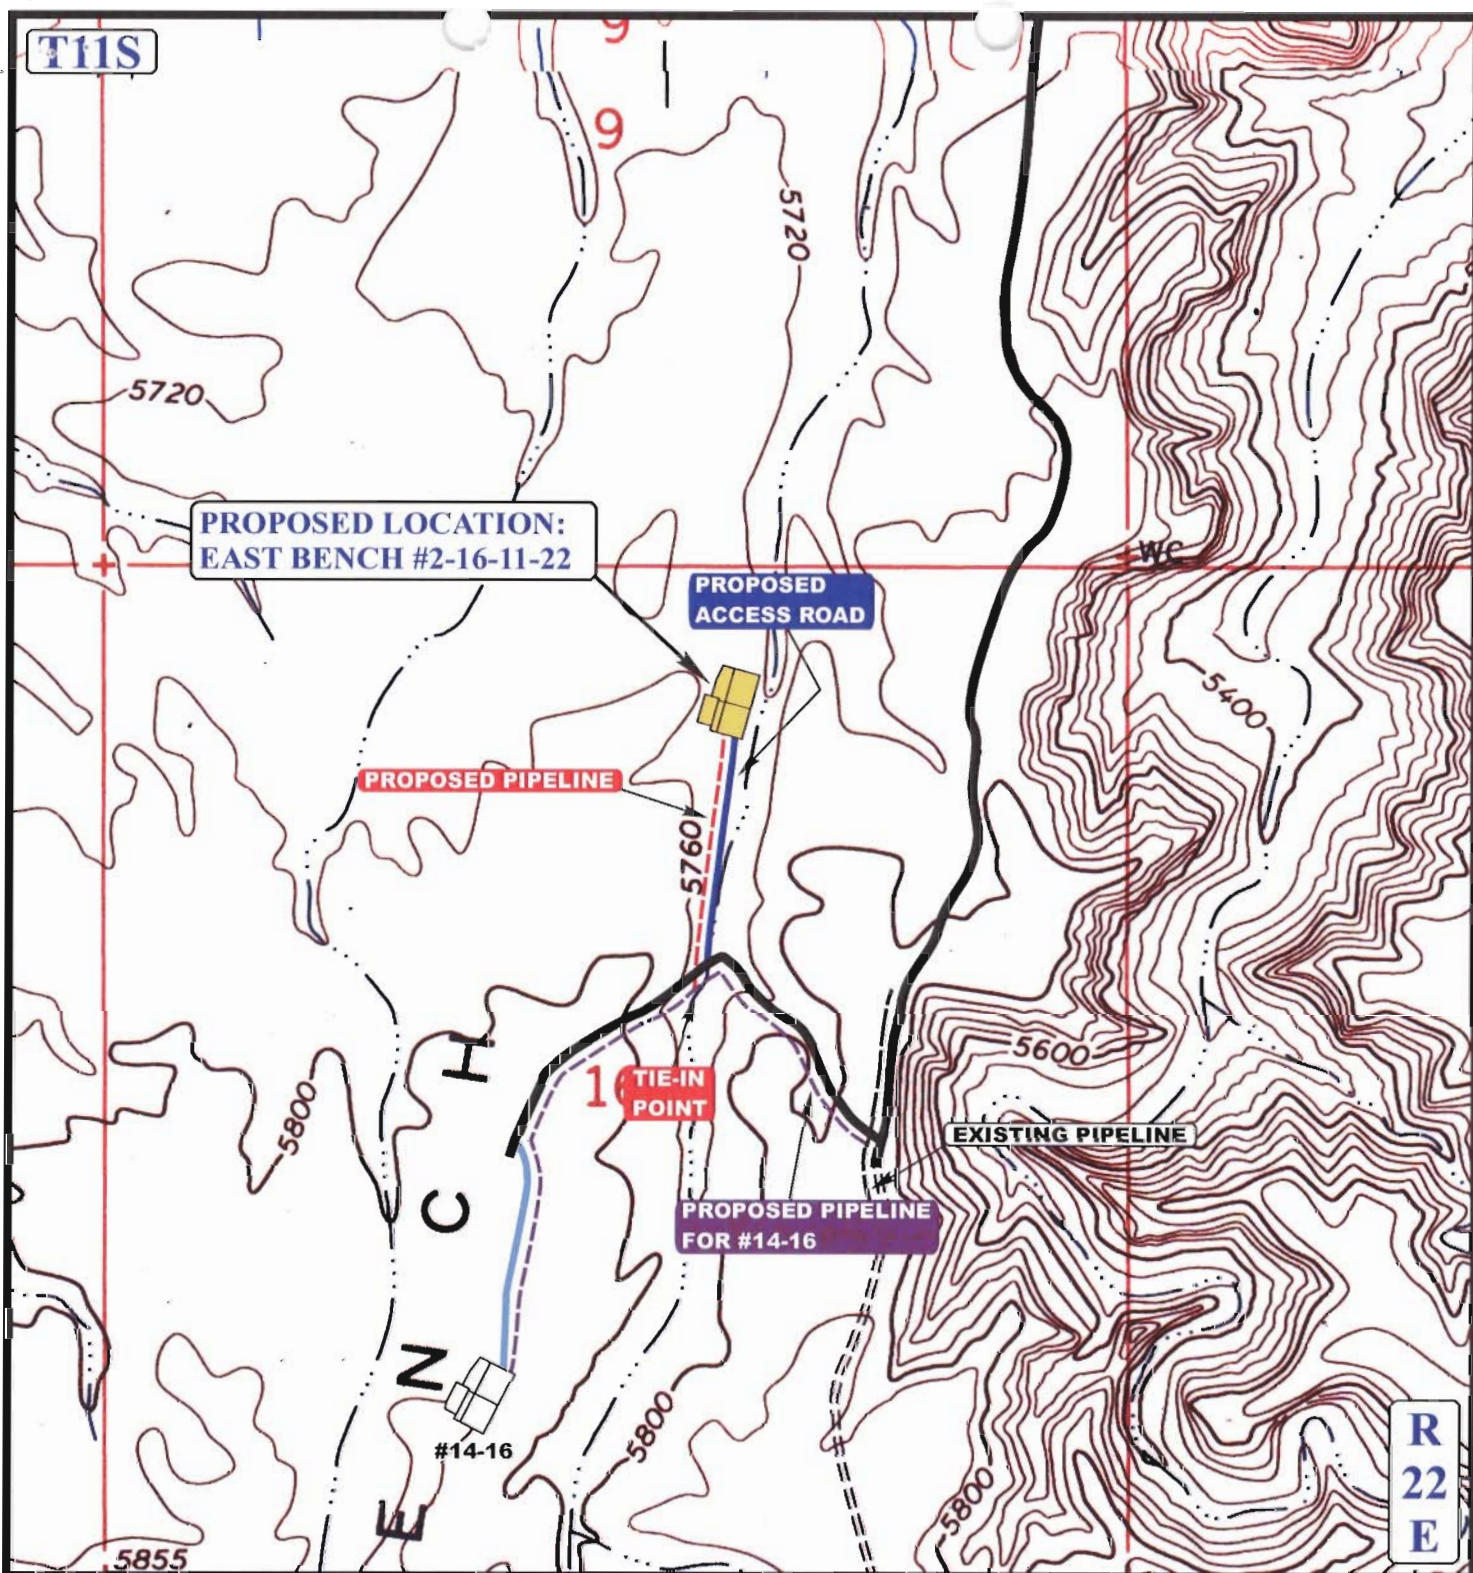 T11S
9
9
5720
5720
PROPOSED LOCATION:
EAST BENCH #2-16-11-22
WC
PROPOSED
ACCESS ROAD
5400
PROPOSED PIPELINE
5760
H
5600
16
TIE-IN
POINT
5800
EXISTING PIPELINE
C
PROPOSED PIPELINE
FOR #14-16
N
#14-16
5800
5800
E
5855
R
22
E